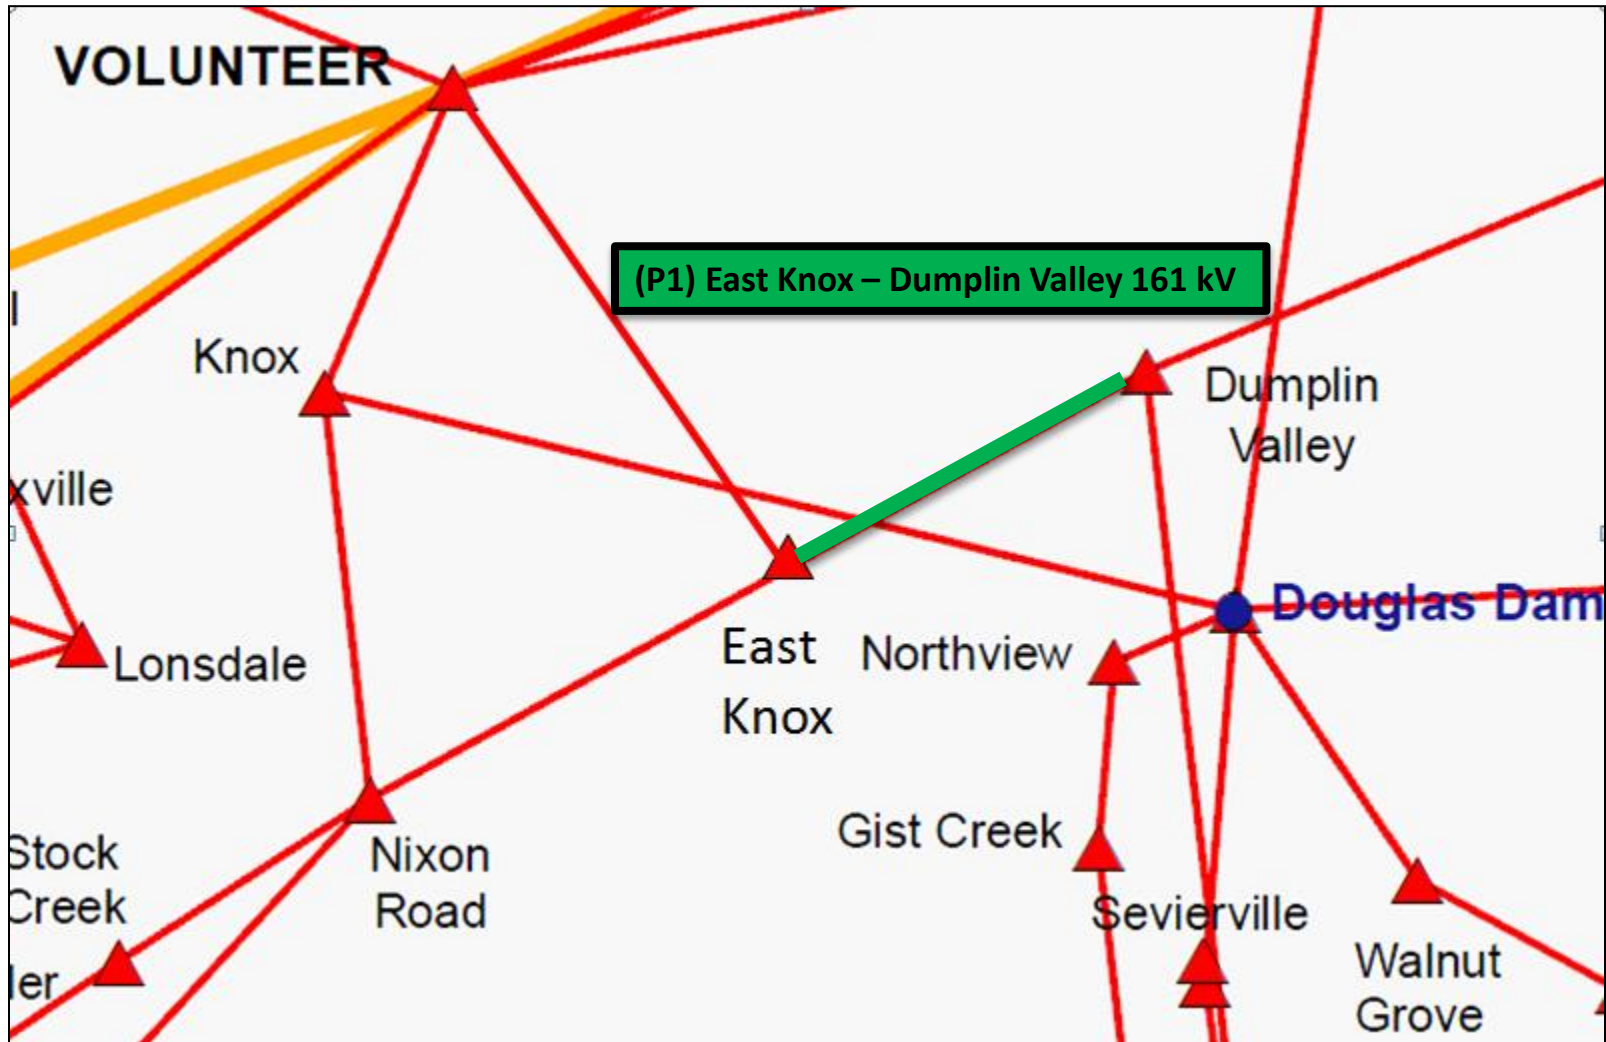 VOLUNTEER
(P1) East Knox – Dumplin Valley 161 kV
l
Knox
Dumplin
Valley
xville
Douglas Dam
East
Knox
Northview
Lonsdale
Gist Creek
Stock
Creek
Nixon
Road
Sevierville
ler
Walnut
Grove